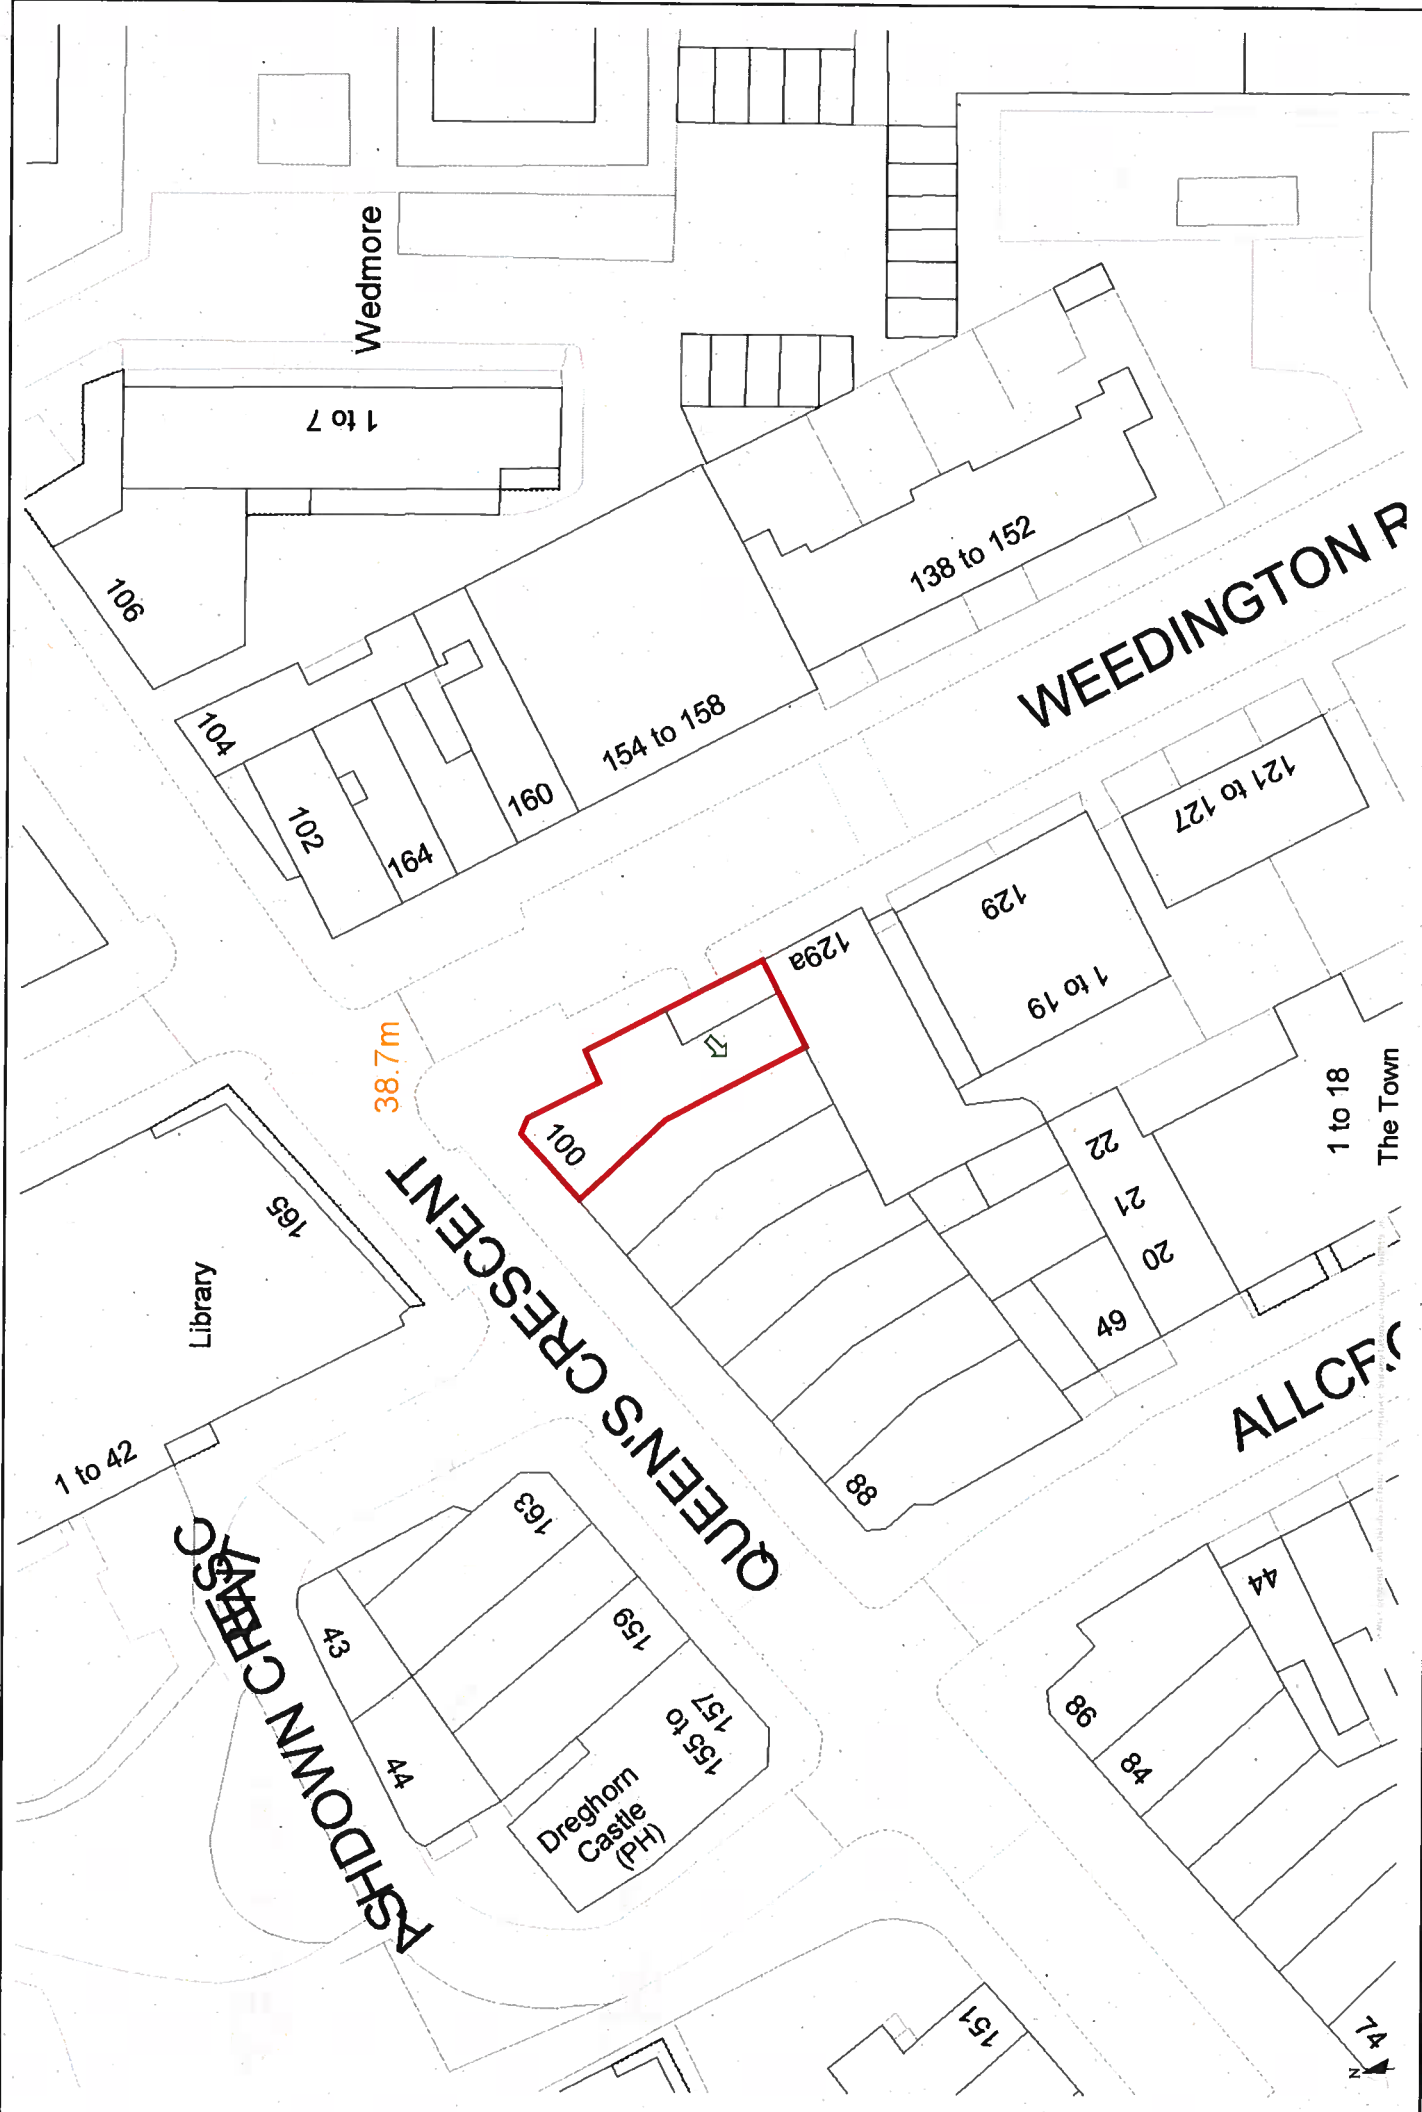 Wedmore
1 to 7
106
104
102
164
160
154 to 158
138 to 152
WEEDINGTON R
121 to 127
129
1 to 19
129a
38.7m
100
165
Library
QUEEN'S CRESCENT
1 to 18
The Town
22
21
20
49
ALLCR
1 to 42
88
163
159
155 to
157
43
44
ASHDOWN CRESC
Dreghorn
Castle
(PH)
44
86
84
151
74
N